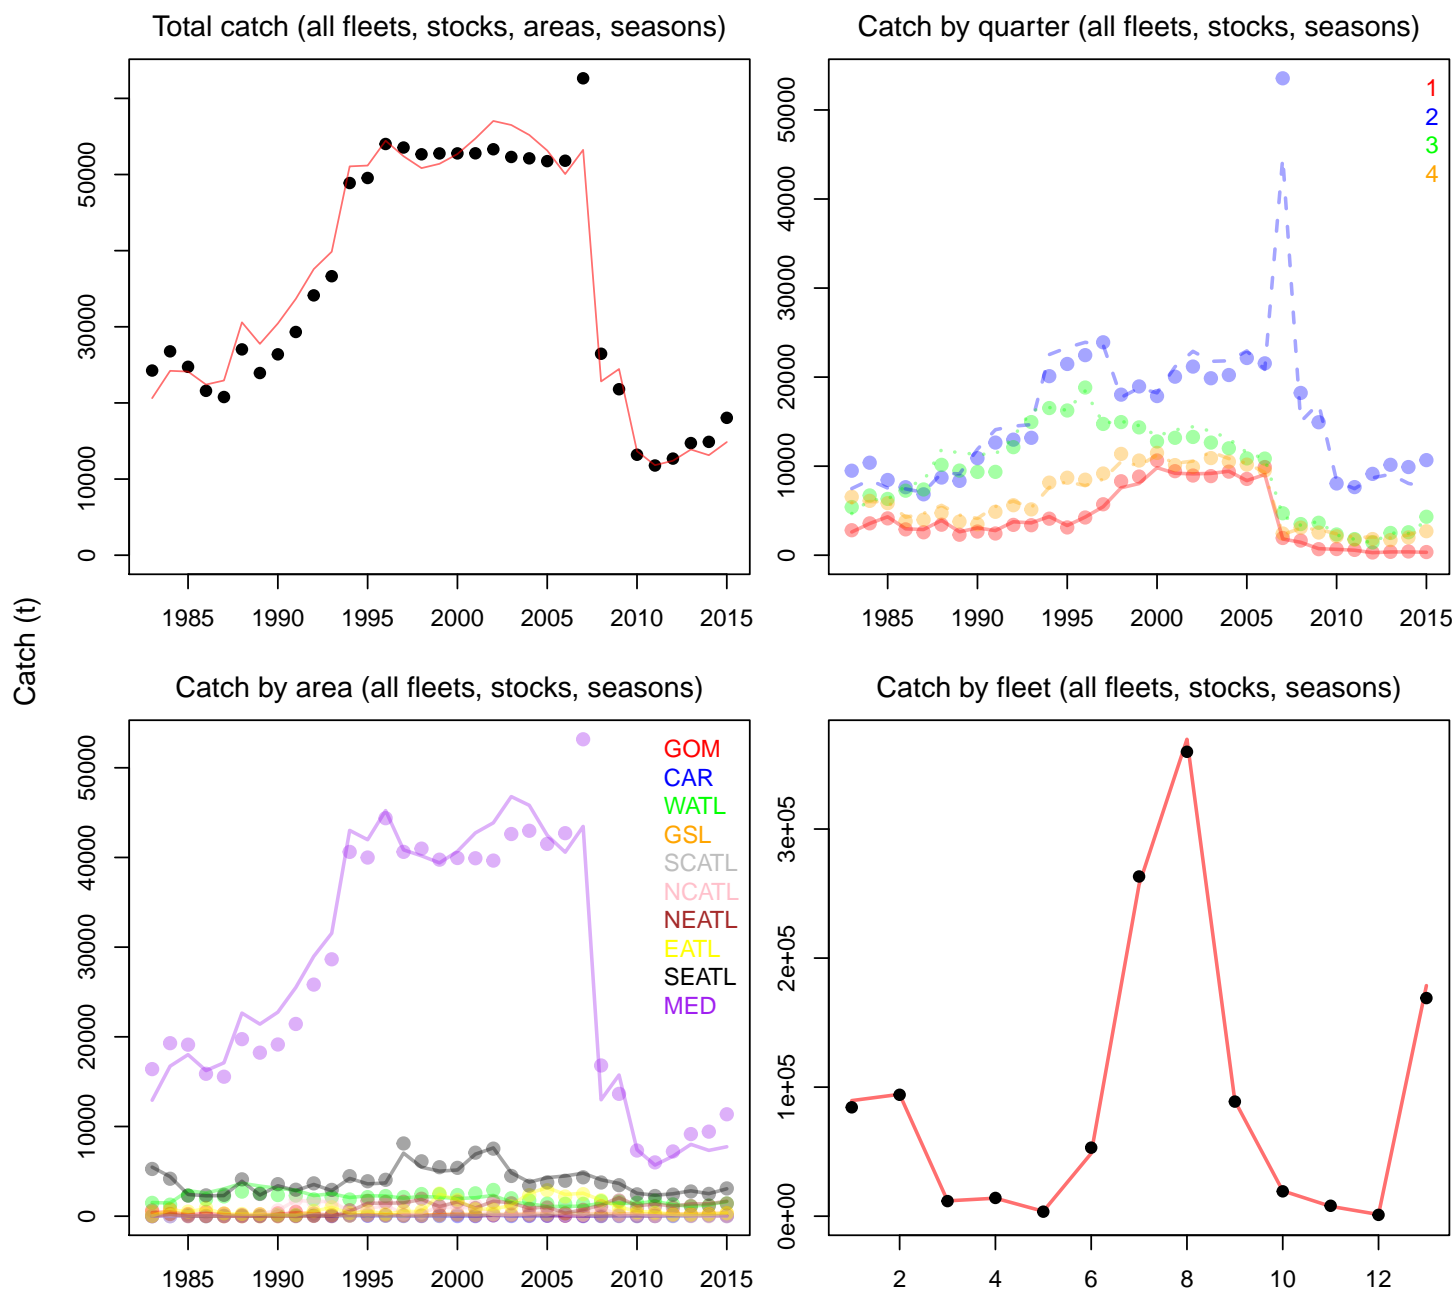 Total catch (all fleets, stocks, areas, seasons)
0
10000
30000
50000
1985
1990
1995
2000
2005
2010
2015
Catch by quarter (all fleets, stocks, seasons)
0
10000
20000
30000
40000
50000
1985
1990
1995
2000
2005
2010
2015
1
2
3
4
Catch (t)
Catch by area (all fleets, stocks, seasons)
0
10000
20000
30000
40000
50000
1985
1990
1995
2000
2005
2010
2015
GOM
CAR
WATL
GSL
SCATL
NCATL
NEATL
EATL
SEATL
MED
Catch by fleet (all fleets, stocks, seasons)
0e+00
1e+05
2e+05
3e+05
2
4
6
8
10
12